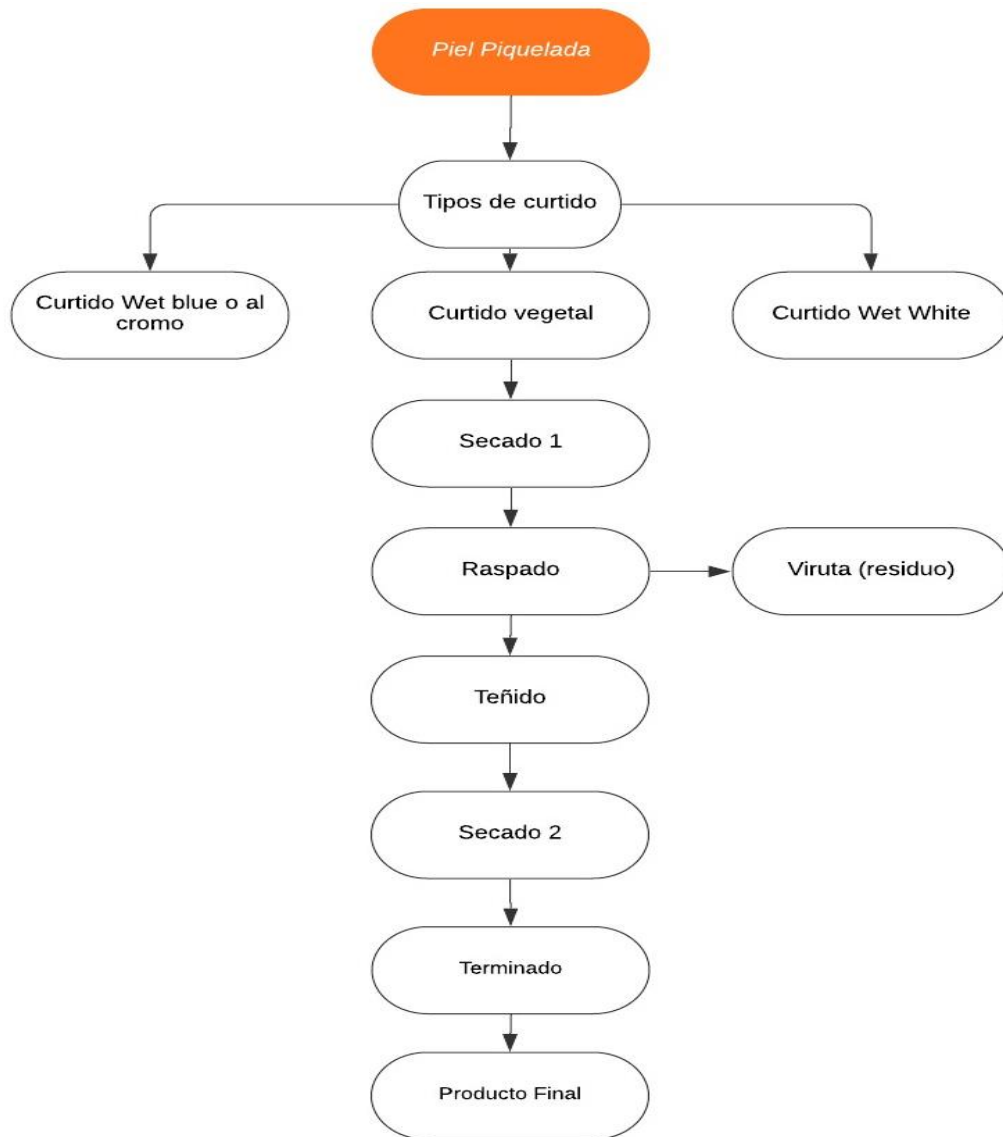 Piel Piquelada
Tipos de curtido
Curtido Wet blue o al
cromo
Curtido vegetal
Curtido Wet White
Secado 1
Raspado
Viruta (residuo)
Teñido
Secado 2
Terminado
Producto Final